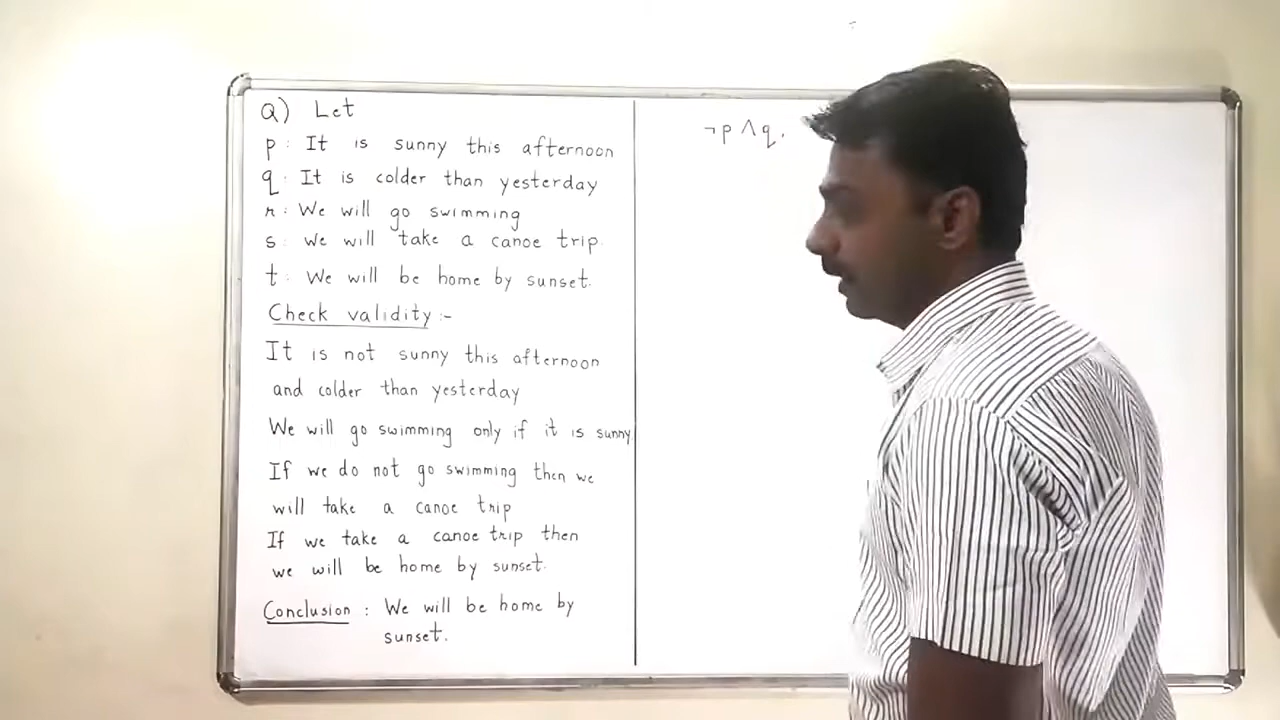 Q) Let
p: It is sunny this afternoon
q: It is colder than yesterday
r: We will go swimming
s: We will take a canoe trip.
t: We will be home by sunset.
Check validity :-
It is not sunny this afternoon
and colder than yesterday
We will go swimming only if it is sunny
If we do not go swimming then we
will take a canoe trip
If we take a canoe trip then
we will be home by sunset.
Conclusion : We will be home by
sunset.
¬p ∧ q.